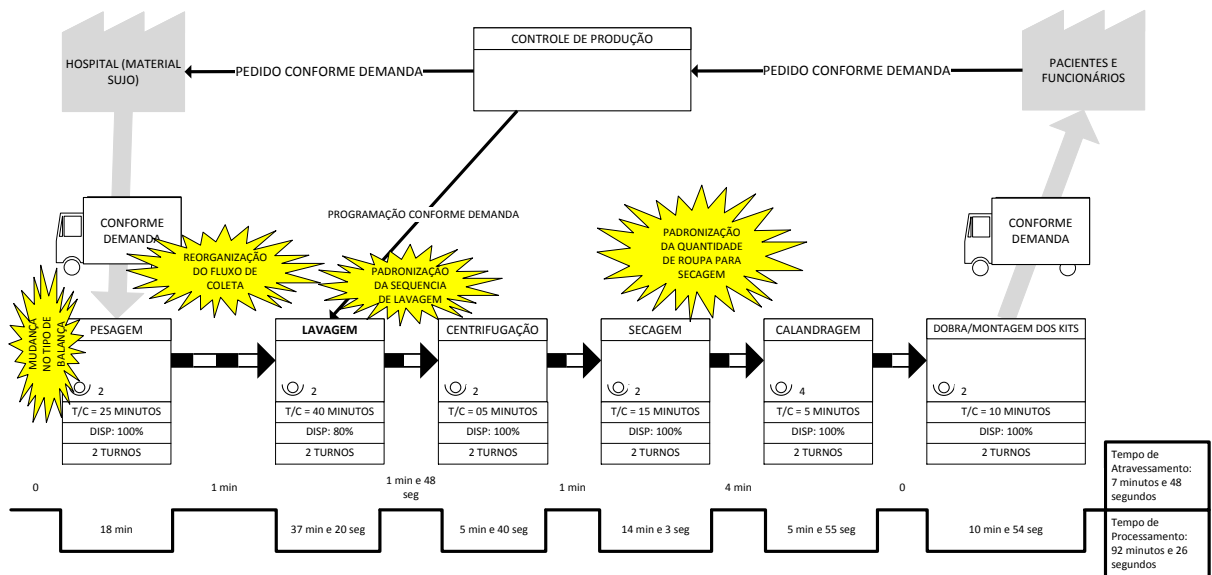 CONTROLE DE PRODUÇÃO
HOSPITAL (MATERIAL
SUJO)
PEDIDO CONFORME DEMANDA
PEDIDO CONFORME DEMANDA
PACIENTES E
FUNCIONÁRIOS
CONFORME
DEMANDA
PROGRAMAÇÃO CONFORME DEMANDA
CONFORME
DEMANDA
REORGANIZAÇÃO
DO FLUXO DE
COLETA
PADRONIZAÇÃO
DA SEQUENCIA
DE LAVAGEM
PADRONIZAÇÃO
DA QUANTIDADE
DE ROUPA PARA
SECAGEM
MUDANÇA
NO TIPO DE
BALANÇA
PESAGEM
2
T/C = 25 MINUTOS
DISP: 100%
2 TURNOS
LAVAGEM
2
T/C = 40 MINUTOS
DISP: 80%
2 TURNOS
CENTRIFUGAÇÃO
2
T/C = 05 MINUTOS
DISP: 100%
2 TURNOS
SECAGEM
2
T/C = 15 MINUTOS
DISP: 100%
2 TURNOS
CALANDRAGEM
4
T/C = 5 MINUTOS
DISP: 100%
2 TURNOS
DOBRA/MONTAGEM DOS KITS
2
T/C = 10 MINUTOS
DISP: 100%
2 TURNOS
0
1 min
1 min e 48
seg
1 min
4 min
0
Tempo de
Atravessamento:
7 minutos e 48
segundos
18 min
37 min e 20 seg
5 min e 40 seg
14 min e 3 seg
5 min e 55 seg
10 min e 54 seg
Tempo de
Processamento:
92 minutos e 26
segundos